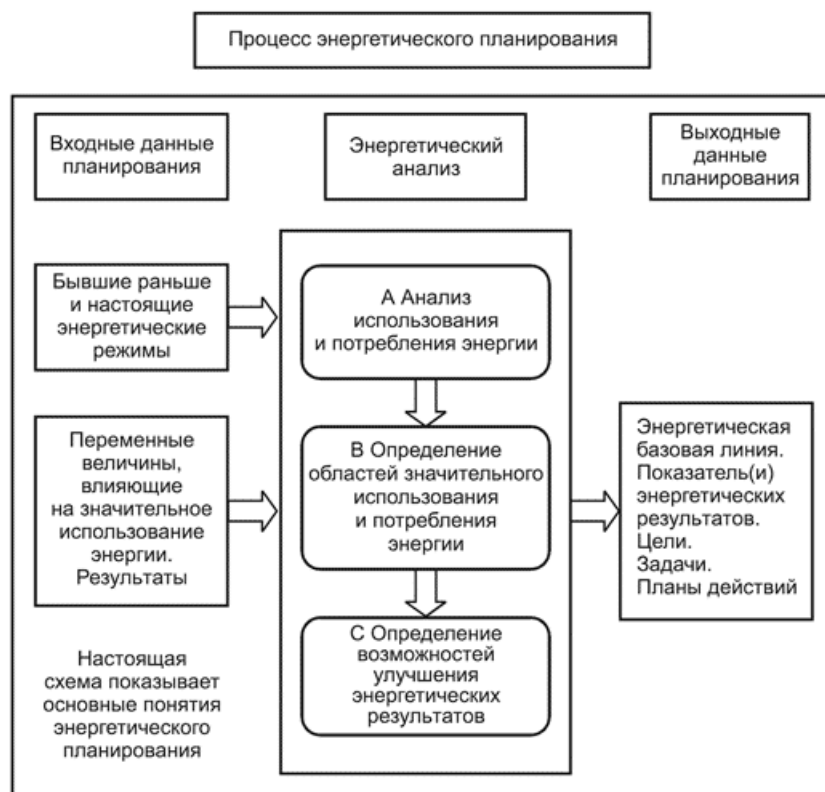 Процесс энергетического планирования
Входные данные
планирования
Энергетический
анализ
Выходные
данные
планирования
Бывшие раньше
и настоящие
энергетические
режимы
А Анализ
использования
и потребления энергии
Переменные
величины,
влияющие
на значительное
использование
энергии.
Результаты
В Определение
областей значительного
использования
и потребления
энергии
Энергетическая
базовая линия.
Показатель(и)
энергетических
результатов.
Цели.
Задачи.
Планы действий
С Определение
возможностей
улучшения
энергетических
результатов
Настоящая
схема показывает
основные понятия
энергетического
планирования